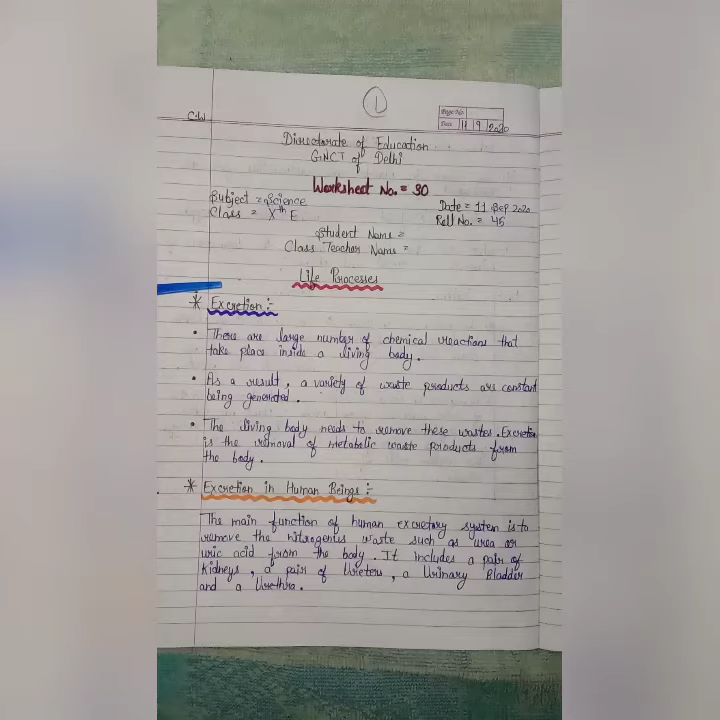 1
C.W
Page No.
Date 11/9/2020
Directorate of Education
GNCT of Delhi
Worksheet No. = 30
Subject = Science
Date = 11 Sep 2020
Class = Xth E
Roll No. = 45
Student Name =
Class Teacher Name =
Life Processes
* Excretion :-
• There are large number of chemical reactions that
take place inside a living body.
• As a result, a variety of waste products are constant
being generated.
• The living body needs to remove these wastes. Excretion
is the removal of metabolic waste products from
the body.
* Excretion in Human Beings :-
The main function of human excretory system is to
remove the nitrogenus waste such as urea or
uric acid from the body. It includes a pair of
Kidneys, a pair of Ureters, a Urinary Bladder
and a Urethra.